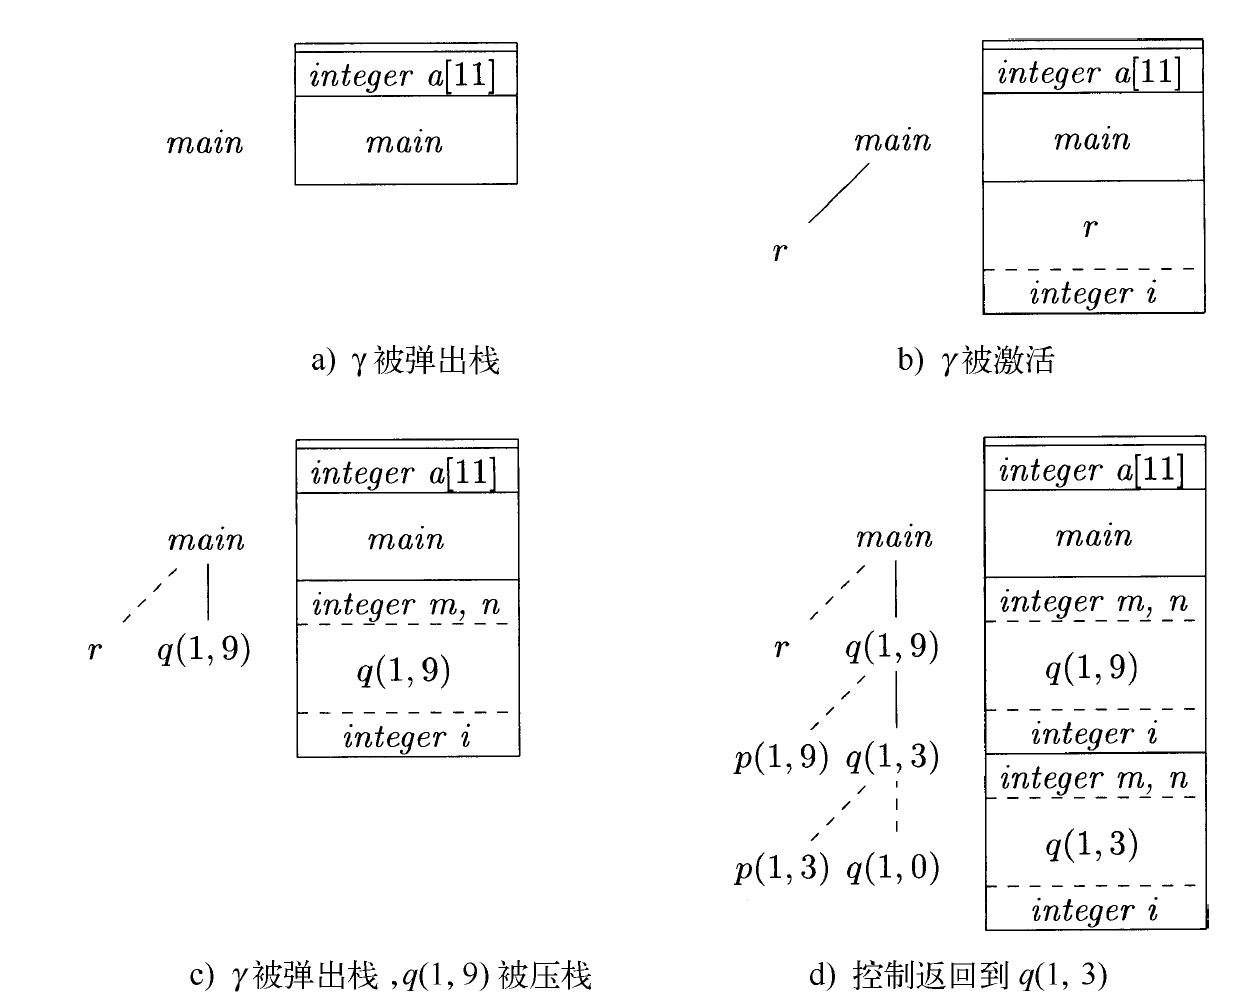 integer a[11]
main
main
a) γ被弹出栈
integer a[11]
main
main
r
r
integer i
b) γ被激活
integer a[11]
main
main
integer m, n
r
q(1, 9)
q(1, 9)
integer i
c) γ被弹出栈,q(1, 9)被压栈
integer a[11]
main
main
integer m, n
r
q(1, 9)
q(1, 9)
integer i
p(1, 9)
q(1, 3)
integer m, n
q(1, 3)
p(1, 3)
q(1, 0)
integer i
d) 控制返回到q(1, 3)